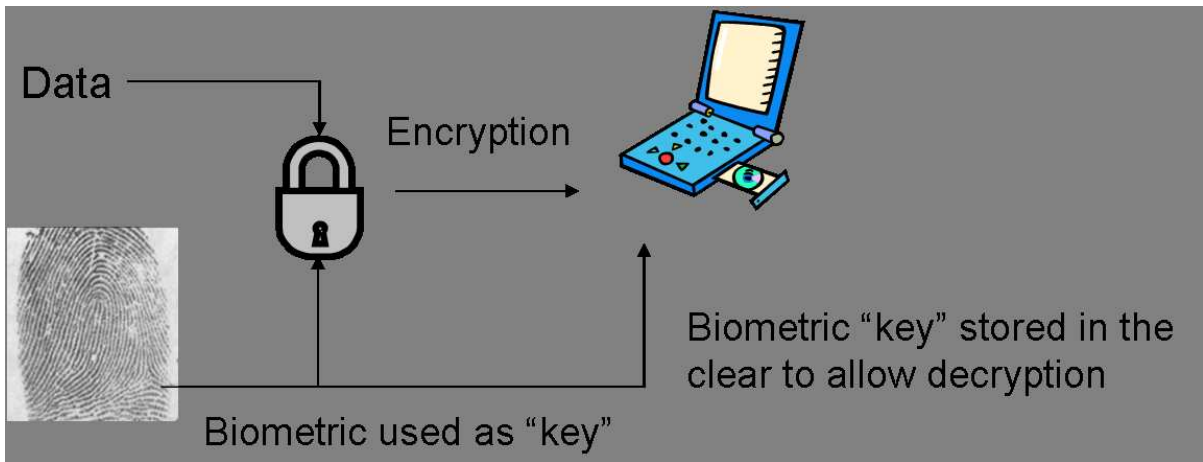 Data
Encryption
Biometric “key” stored in the
clear to allow decryption
Biometric used as “key”